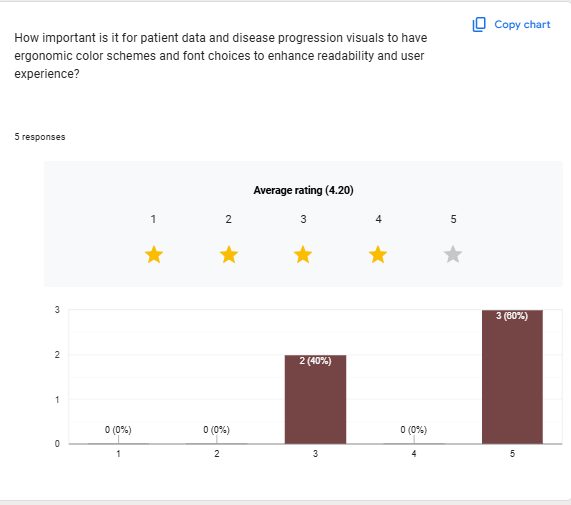 Copy chart
How important is it for patient data and disease progression visuals to have
ergonomic color schemes and font choices to enhance readability and user
experience?
5 responses
Average rating (4.20)
1 2 3 4 5
3
2
1
0
0 (0%) 0 (0%) 2 (40%) 0 (0%) 3 (60%)
1 2 3 4 5